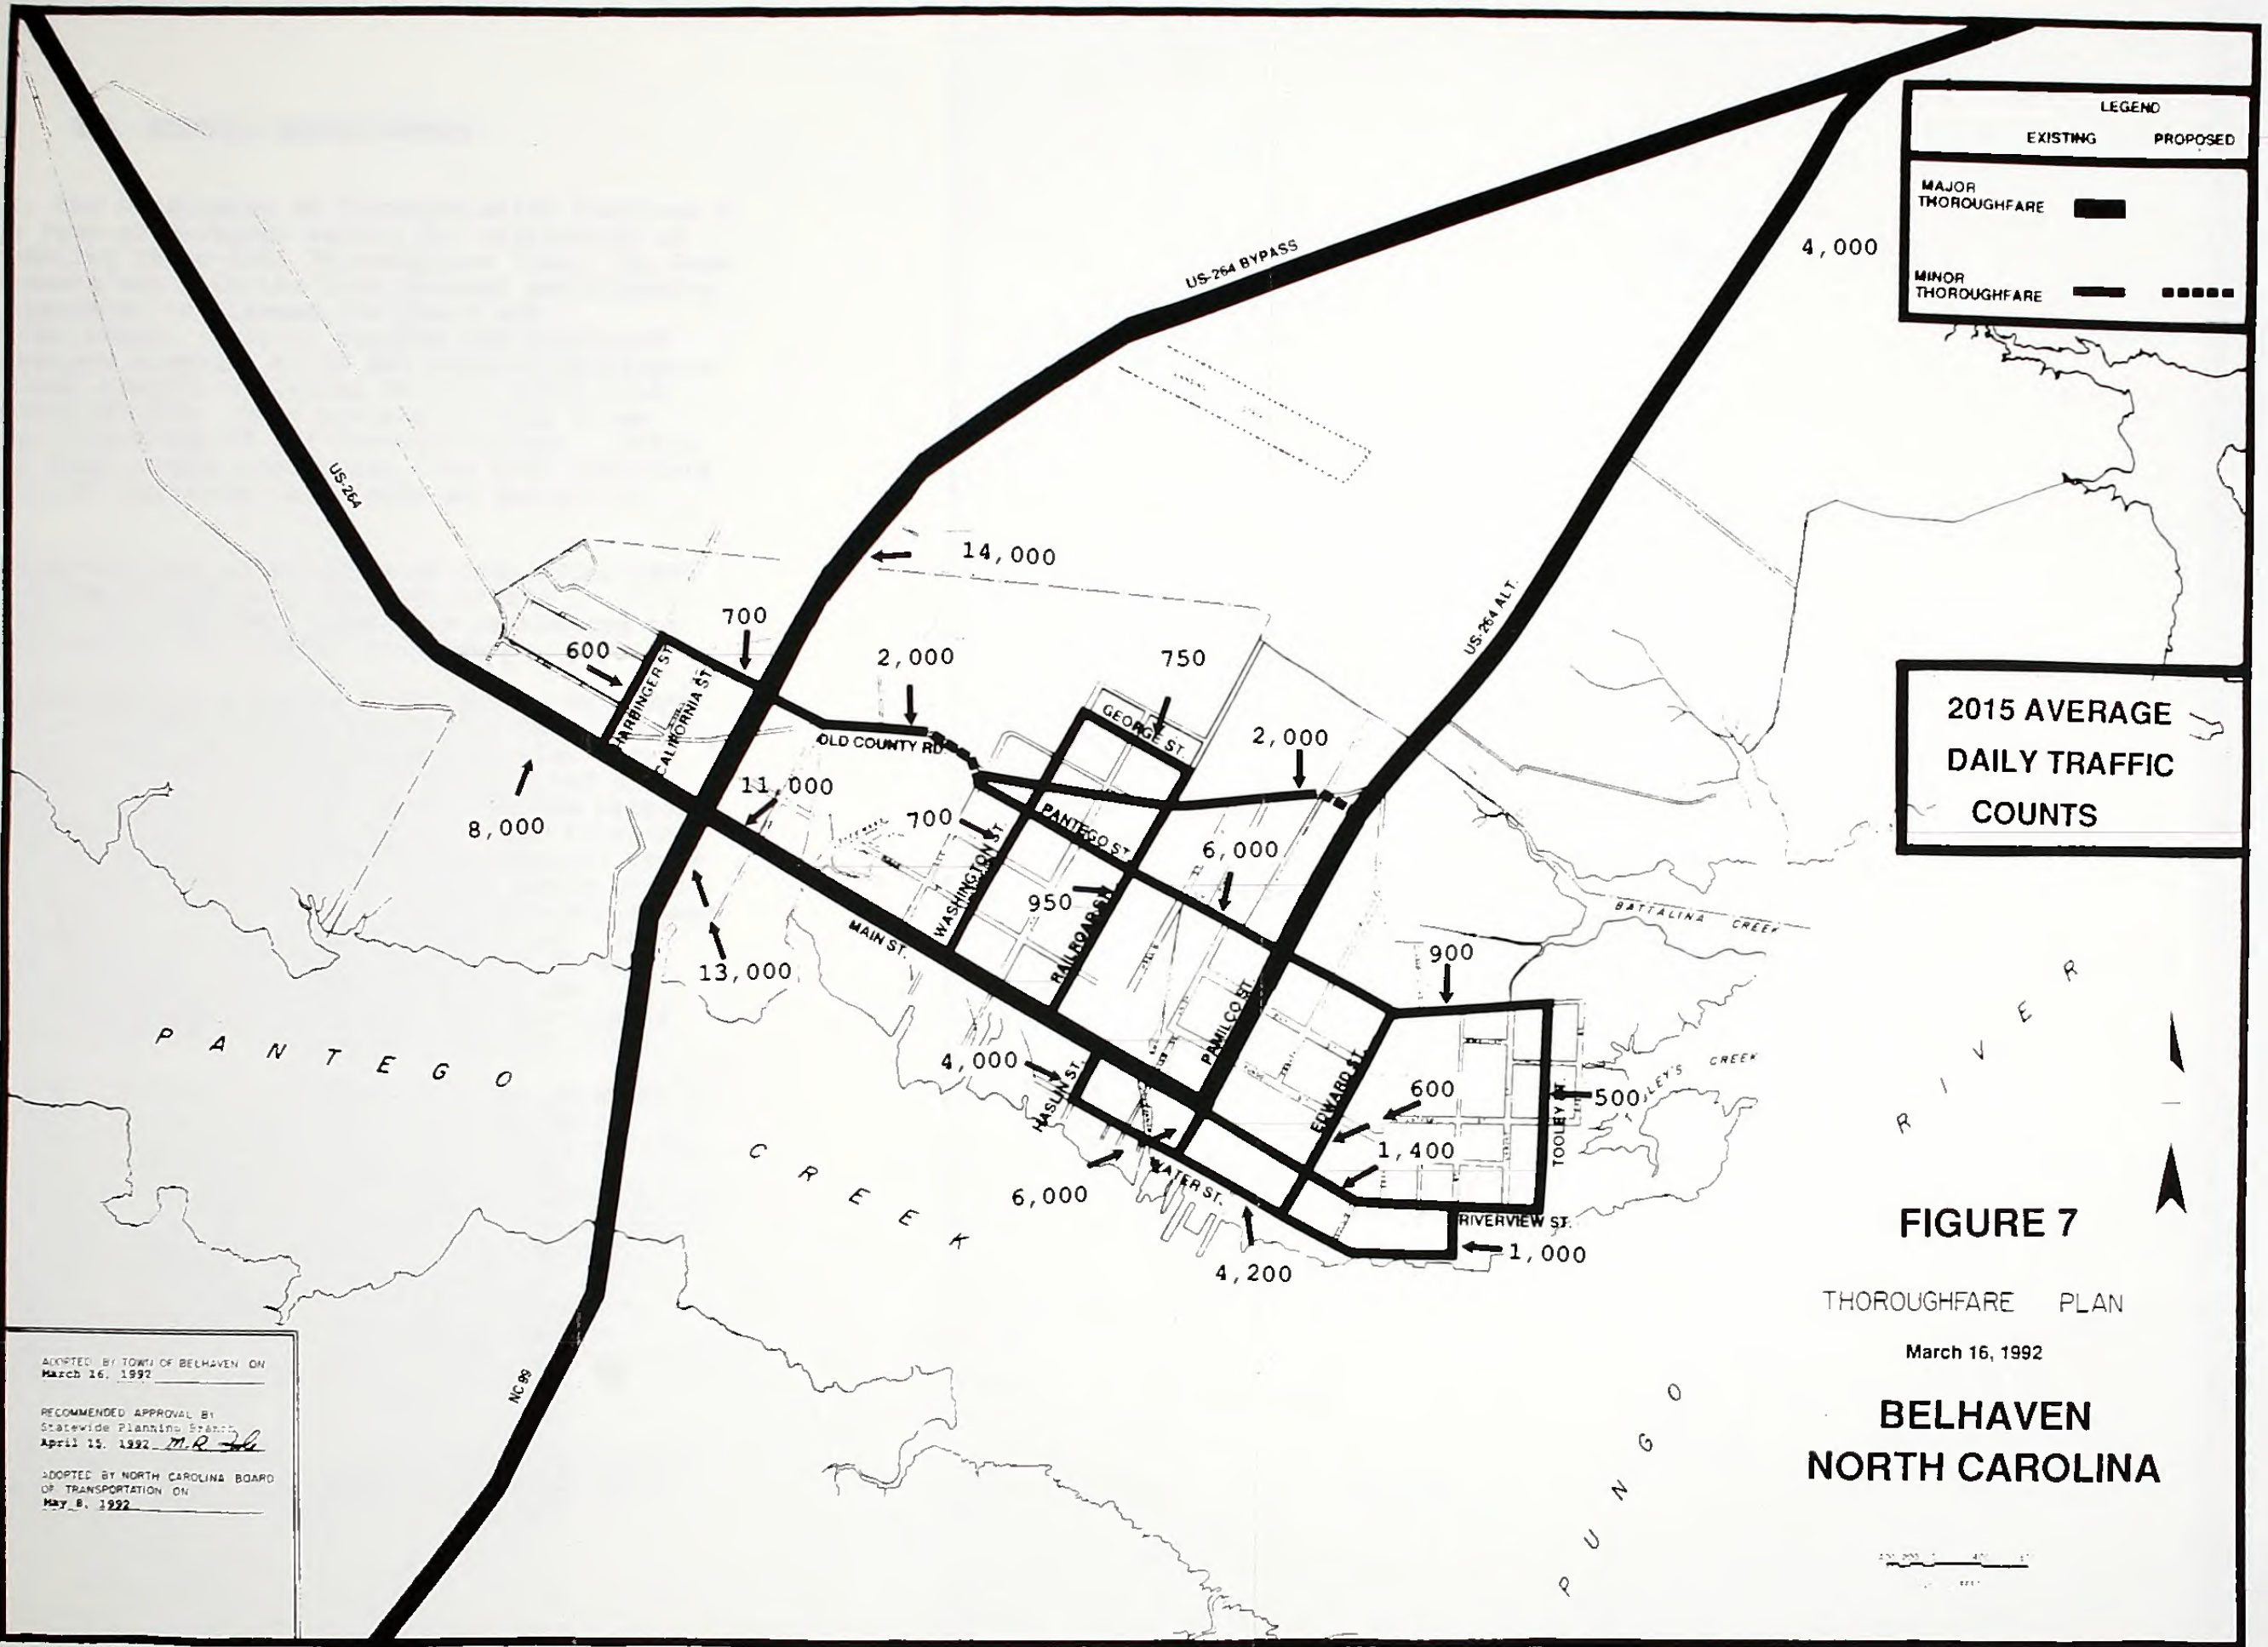 LEGEND
EXISTING PROPOSED
MAJOR
THOROUGHFARE
MINOR
THOROUGHFARE
4,000
US-264 BYPASS
US-264
US-264 ALT.
14,000
700
600
2,000
750
HARBINGER ST.
CALIFORNIA ST.
OLD COUNTY RD.
GEORGE ST.
2,000
2015 AVERAGE
DAILY TRAFFIC
COUNTS
11,000
8,000
700
PANTEGO ST.
6,000
WASHINGTON ST.
950
RAILROAD ST.
MAIN ST.
13,000
BATTALINA CREEK
900
PAMLICO ST.
4,000
HASLIN ST.
EDWARD ST.
600
500
TOOLEY ST.
CREEK
1,400
6,000
WATER ST.
RIVERVIEW ST.
1,000
4,200
PANTEGO
CREEK
PUNGO
RIVER
NC 99
FIGURE 7
THOROUGHFARE PLAN
March 16, 1992
BELHAVEN
NORTH CAROLINA
ADOPTED BY TOWN OF BELHAVEN ON
March 16, 1992
RECOMMENDED APPROVAL BY
Statewide Planning Branch
April 15, 1992
ADOPTED BY NORTH CAROLINA BOARD
OF TRANSPORTATION ON
May 8, 1992